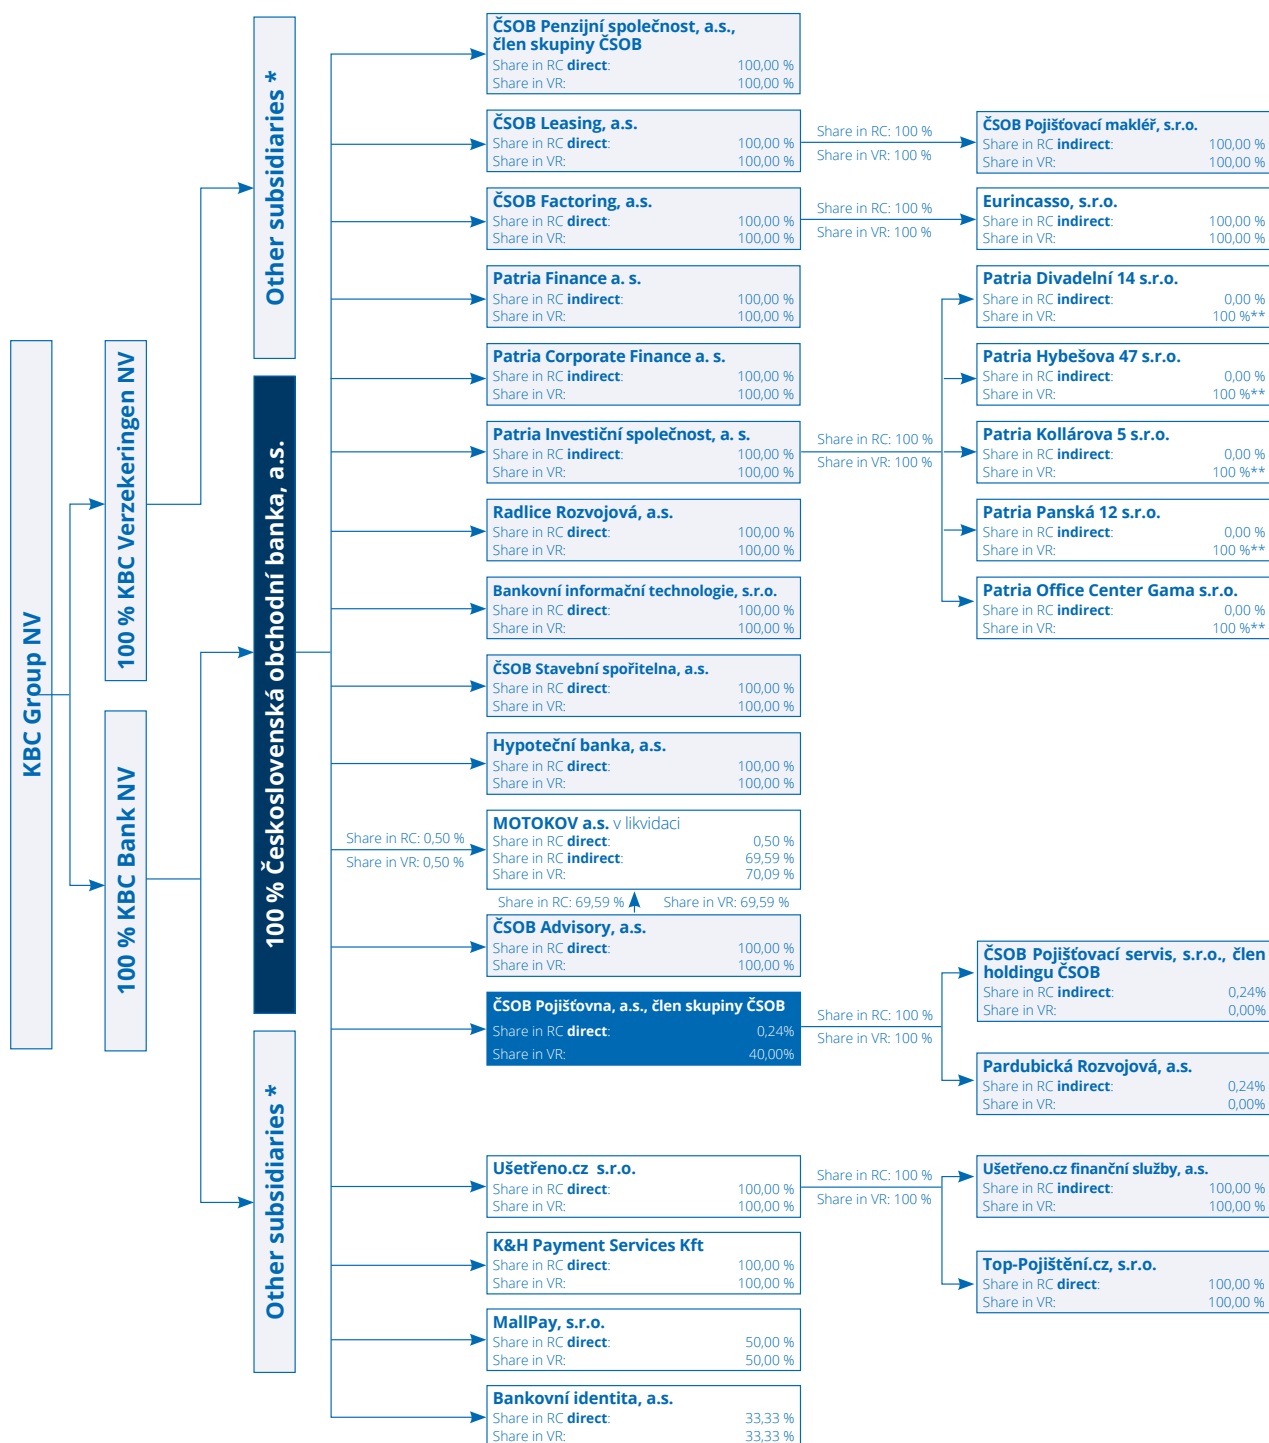 KBC Group NV
100 % KBC Verzekeringen NV
100 % KBC Bank NV
Other subsidiaries *
100 % Československá obchodní banka, a.s.
Other subsidiaries *
ČSOB Penzijní společnost, a.s.,
člen skupiny ČSOB
Share in RC direct: 100,00 %
Share in VR: 100,00 %
ČSOB Leasing, a.s.
Share in RC direct: 100,00 %
Share in VR: 100,00 %
Share in RC: 100 %
Share in VR: 100 %
ČSOB Pojišťovací makléř, s.r.o.
Share in RC indirect: 100,00 %
Share in VR: 100,00 %
ČSOB Factoring, a.s.
Share in RC direct: 100,00 %
Share in VR: 100,00 %
Share in RC: 100 %
Share in VR: 100 %
Eurincasso, s.r.o.
Share in RC indirect: 100,00 %
Share in VR: 100,00 %
Patria Finance a. s.
Share in RC indirect: 100,00 %
Share in VR: 100,00 %
Patria Corporate Finance a. s.
Share in RC indirect: 100,00 %
Share in VR: 100,00 %
Patria Investiční společnost, a. s.
Share in RC indirect: 100,00 %
Share in VR: 100,00 %
Share in RC: 100 %
Share in VR: 100 %
Patria Divadelní 14 s.r.o.
Share in RC indirect: 0,00 %
Share in VR: 100 %**
Patria Hybešova 47 s.r.o.
Share in RC indirect: 0,00 %
Share in VR: 100 %**
Patria Kollárova 5 s.r.o.
Share in RC indirect: 0,00 %
Share in VR: 100 %**
Patria Panská 12 s.r.o.
Share in RC indirect: 0,00 %
Share in VR: 100 %**
Patria Office Center Gama s.r.o.
Share in RC indirect: 0,00 %
Share in VR: 100 %**
Radlice Rozvojová, a.s.
Share in RC direct: 100,00 %
Share in VR: 100,00 %
Bankovní informační technologie, s.r.o.
Share in RC direct: 100,00 %
Share in VR: 100,00 %
ČSOB Stavební spořitelna, a.s.
Share in RC direct: 100,00 %
Share in VR: 100,00 %
Hypoteční banka, a.s.
Share in RC direct: 100,00 %
Share in VR: 100,00 %
Share in RC: 0,50 %
Share in VR: 0,50 %
MOTOKOV a.s. v likvidaci
Share in RC direct: 0,50 %
Share in RC indirect: 69,59 %
Share in VR: 70,09 %
Share in RC: 69,59 % Share in VR: 69,59 %
ČSOB Advisory, a.s.
Share in RC direct: 100,00 %
Share in VR: 100,00 %
ČSOB Pojišťovna, a.s., člen skupiny ČSOB
Share in RC direct: 0,24%
Share in VR: 40,00%
Share in RC: 100 %
Share in VR: 100 %
ČSOB Pojišťovací servis, s.r.o., člen
holdingu ČSOB
Share in RC indirect: 0,24%
Share in VR: 0,00%
Pardubická Rozvojová, a.s.
Share in RC indirect: 0,24%
Share in VR: 0,00%
Ušetřeno.cz s.r.o.
Share in RC direct: 100,00 %
Share in VR: 100,00 %
Share in RC: 100 %
Share in VR: 100 %
Ušetřeno.cz finanční služby, a.s.
Share in RC indirect: 100,00 %
Share in VR: 100,00 %
Top-Pojištění.cz, s.r.o.
Share in RC direct: 100,00 %
Share in VR: 100,00 %
K&H Payment Services Kft
Share in RC direct: 100,00 %
Share in VR: 100,00 %
MallPay, s.r.o.
Share in RC direct: 50,00 %
Share in VR: 50,00 %
Bankovní identita, a.s.
Share in RC direct: 33,33 %
Share in VR: 33,33 %